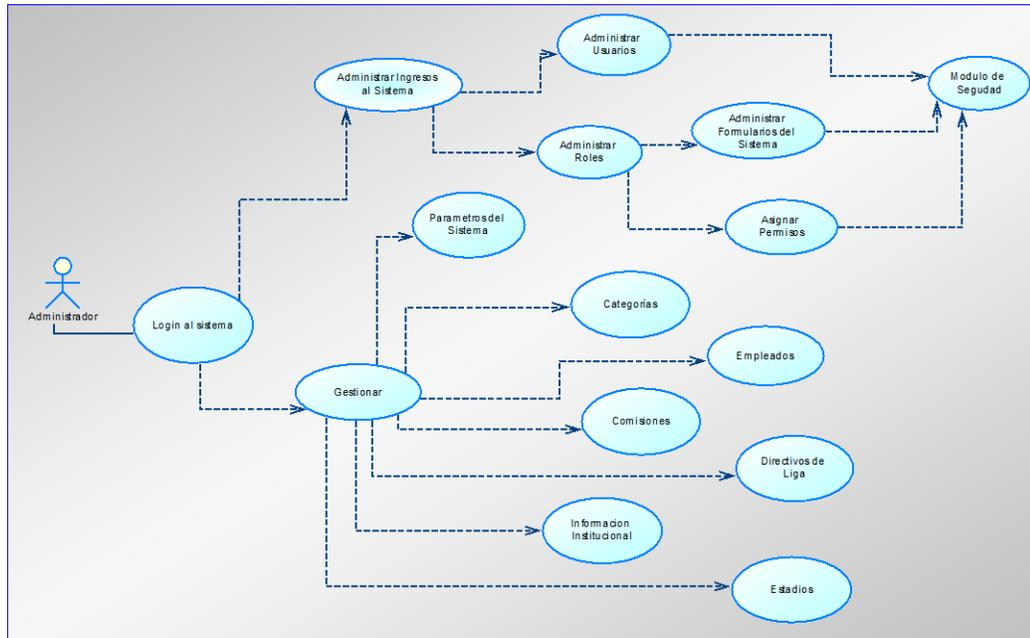 Administrar
Usuarios
Administrar Ingresos
al Sistema
Modulo de
Segudad
Administrar
Formularios del
Sistema
Administrar
Roles
Parametros del
Sistema
Asignar
Permisos
Administrador
Login al sistema
Categorías
Empleados
Gestionar
Comisiones
Directivos de
Liga
Informacion
Institucional
Estadios